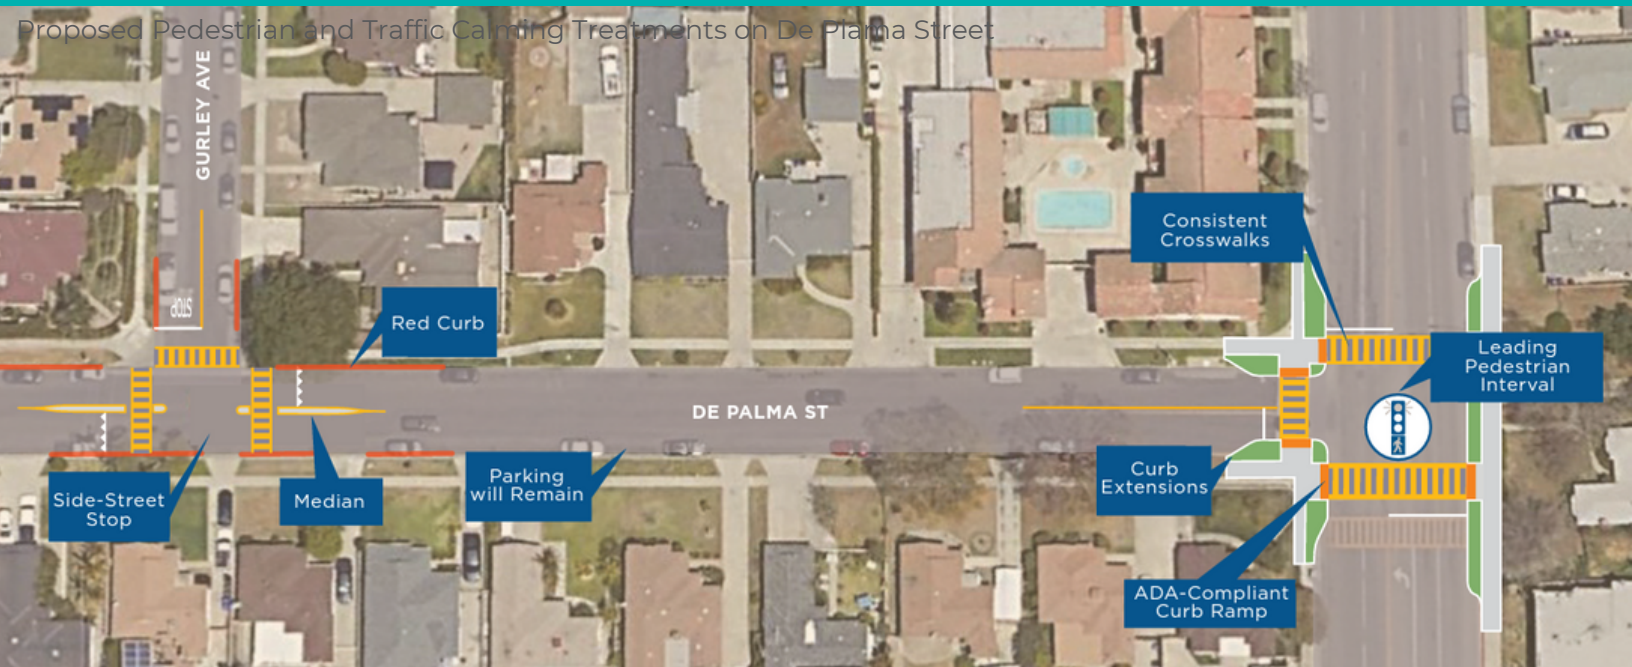 Proposed Pedestrian and Traffic Calming Treatments on De Plama Street
GURLEY AVE
STOP
Red Curb
Consistent
Crosswalks
Leading
Pedestrian
Interval
DE PALMA ST
Side-Street
Stop
Median
Parking
will Remain
Curb
Extensions
ADA-Compliant
Curb Ramp